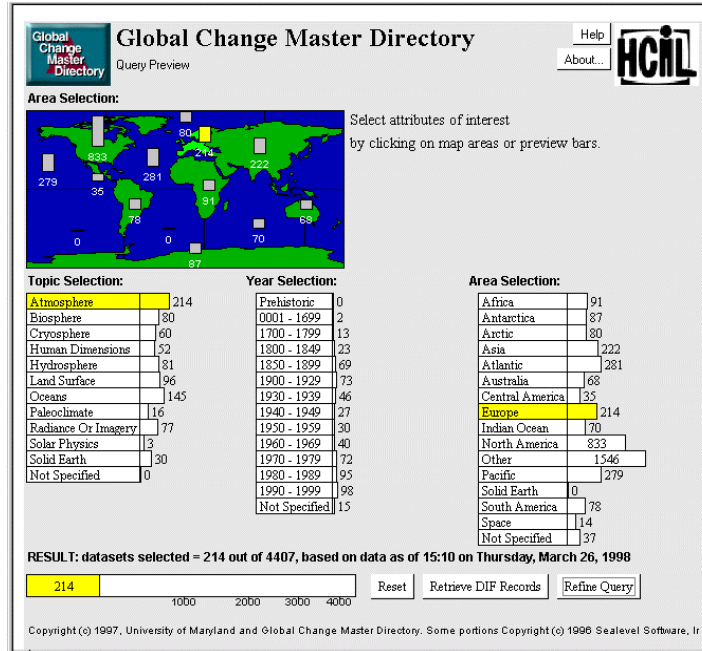 Global Change Master Directory
Global Change Master Directory
Query Preview
Help
About...
HCIL
Area Selection:
Select attributes of interest
by clicking on map areas or preview bars.
80
833
214
222
279
281
35
91
78
68
0
0
70
87
Topic Selection:
Atmosphere 214
Biosphere 80
Cryosphere 60
Human Dimensions 52
Hydrosphere 81
Land Surface 96
Oceans 145
Paleoclimate 16
Radiance Or Imagery 77
Solar Physics 3
Solid Earth 30
Not Specified 0
Year Selection:
Prehistoric 0
0001 - 1699 2
1700 - 1799 13
1800 - 1849 23
1850 - 1899 69
1900 - 1929 73
1930 - 1939 46
1940 - 1949 27
1950 - 1959 30
1960 - 1969 40
1970 - 1979 72
1980 - 1989 95
1990 - 1999 98
Not Specified 15
Area Selection:
Africa 91
Antarctica 87
Arctic 80
Asia 222
Atlantic 281
Australia 68
Central America 35
Europe 214
Indian Ocean 70
North America 833
Other 1546
Pacific 279
Solid Earth 0
South America 78
Space 14
Not Specified 37
RESULT: datasets selected = 214 out of 4407, based on data as of 15:10 on Thursday, March 26, 1998
214
1000 2000 3000 4000
Reset
Retrieve DIF Records
Refine Query
Copyright (c) 1997, University of Maryland and Global Change Master Directory. Some portions Copyright (c) 1996 Sealevel Software, Ir